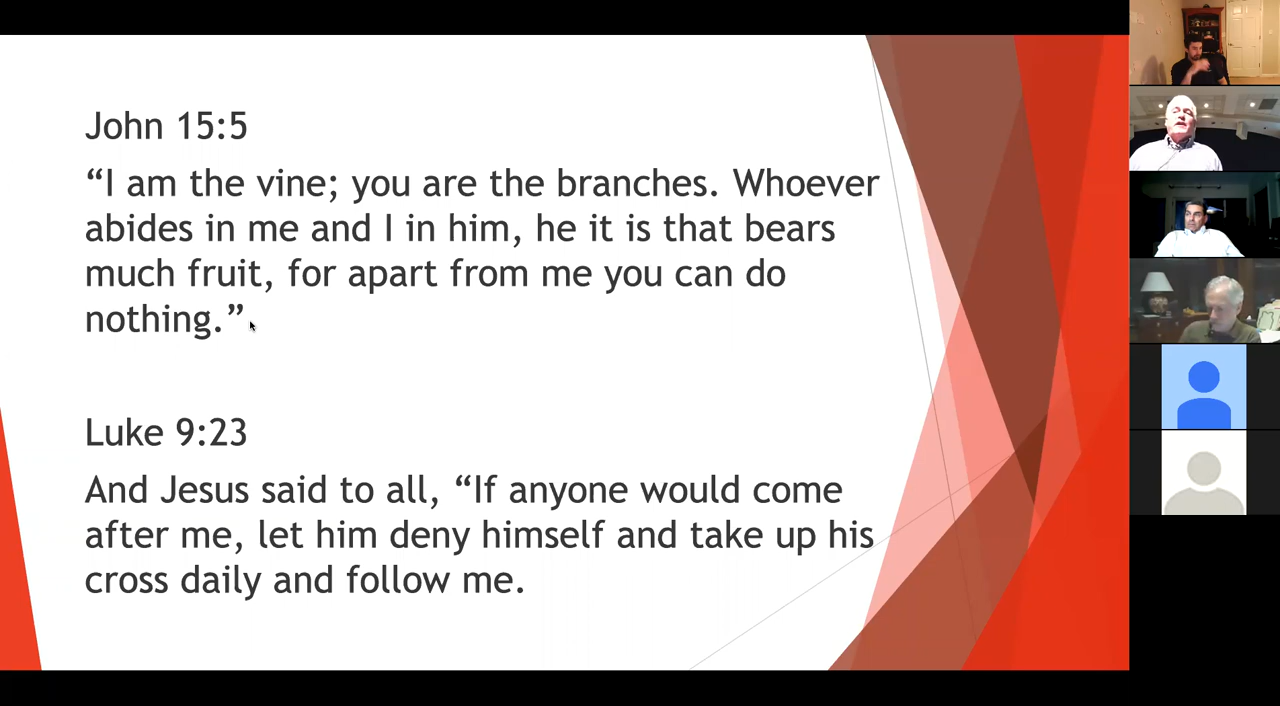 John 15:5
“I am the vine; you are the branches. Whoever
abides in me and I in him, he it is that bears
much fruit, for apart from me you can do
nothing.”
Luke 9:23
And Jesus said to all, “If anyone would come
after me, let him deny himself and take up his
cross daily and follow me.